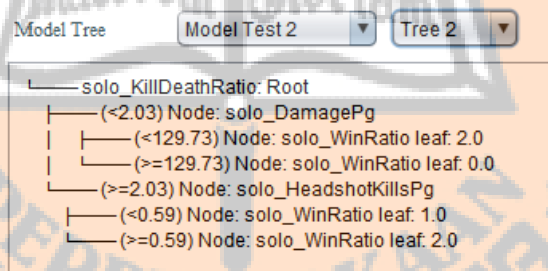 Model Tree Model Test 2 Tree 2
solo_KillDeathRatio: Root
(<2.03) Node: solo_DamagePg
(<129.73) Node: solo_WinRatio leaf: 2.0
(>=129.73) Node: solo_WinRatio leaf: 0.0
(>=2.03) Node: solo_HeadshotKillsPg
(<0.59) Node: solo_WinRatio leaf: 1.0
(>=0.59) Node: solo_WinRatio leaf: 2.0